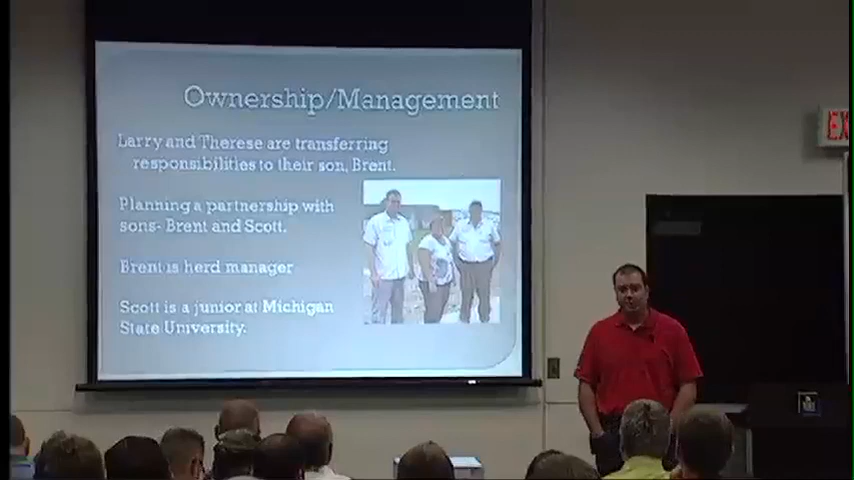 Ownership/Management
Larry and Therese are transferring
responsibilities to their son, Brent.
Planning a partnership with
sons- Brent and Scott.
Brent is herd manager
Scott is a junior at Michigan
State University.
EX